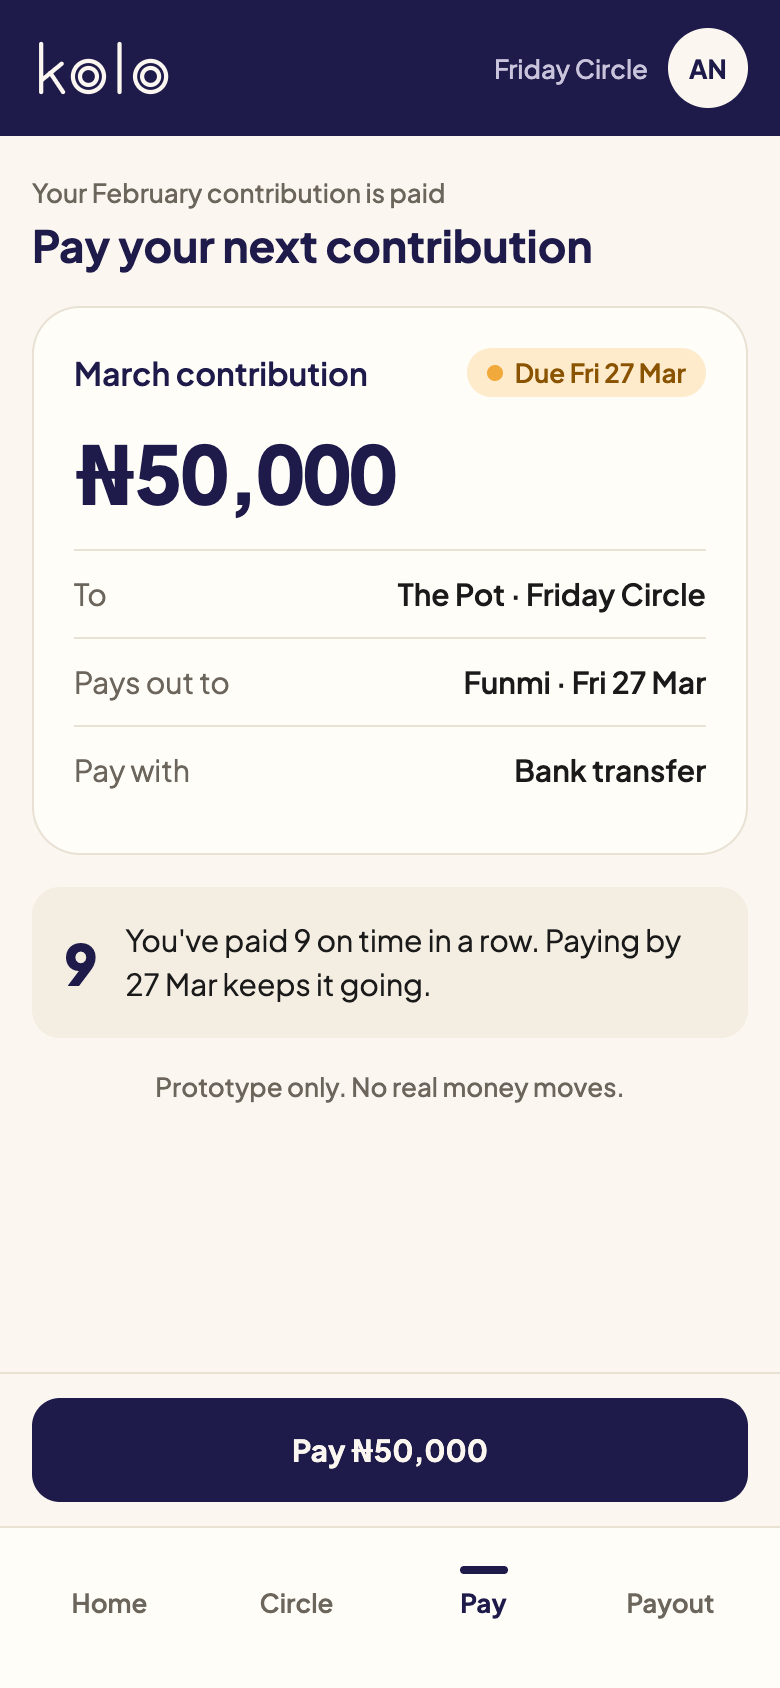 kolo
Friday Circle
AN
Your February contribution is paid
Pay your next contribution
March contribution
Due Fri 27 Mar
₦50,000
To
The Pot · Friday Circle
Pays out to
Funmi · Fri 27 Mar
Pay with
Bank transfer
9
You've paid 9 on time in a row. Paying by
27 Mar keeps it going.
Prototype only. No real money moves.
Pay ₦50,000
Home
Circle
Pay
Payout